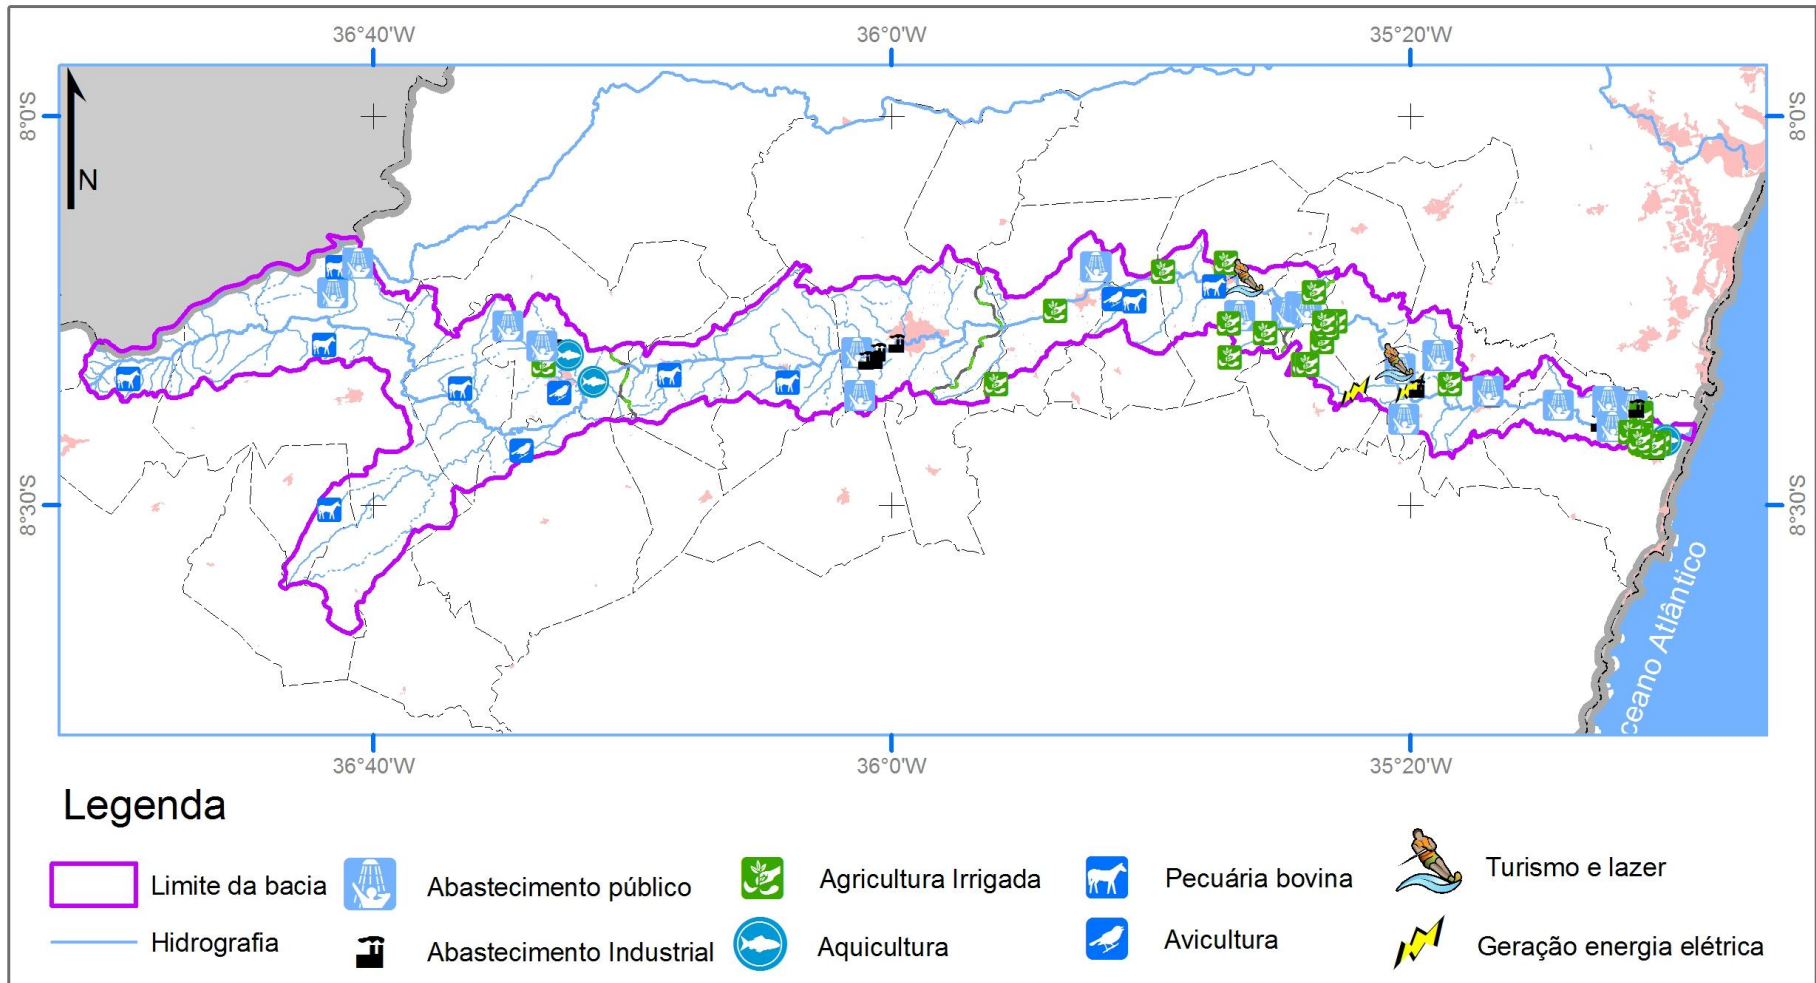 36°40'W 36°0'W 35°20'W
8°0'S 8°0'S
N
8°30'S 8°30'S
ceano Atlântico
36°40'W 36°0'W 35°20'W
Legenda
Limite da bacia
Abastecimento público
Agricultura Irrigada
Pecuária bovina
Turismo e lazer
Hidrografia
Abastecimento Industrial
Aquicultura
Avicultura
Geração energia elétrica